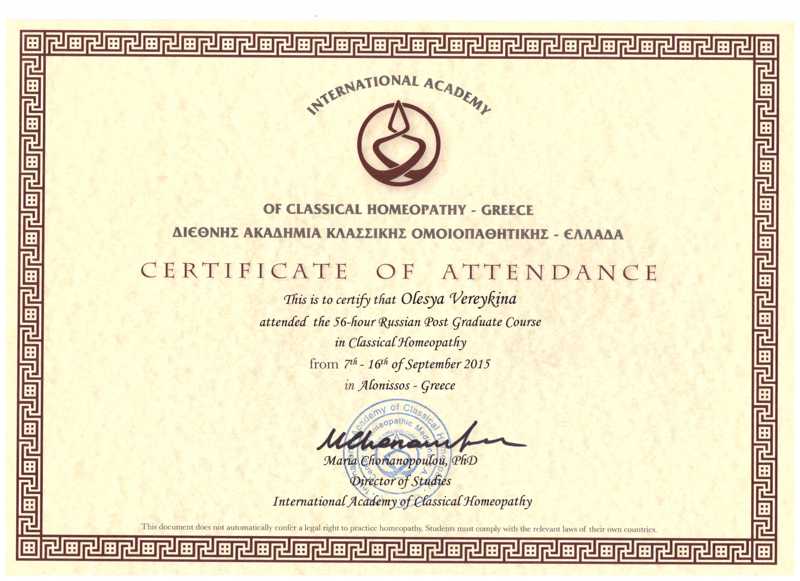 INTERNATIONAL ACADEMY
OF CLASSICAL HOMEOPATHY - GREECE
ΔΙΕΘΝΗΣ ΑΚΑΔΗΜΙΑ ΚΛΑΣΣΙΚΗΣ ΟΜΟΙΟΠΑΘΗΤΙΚΗΣ - ΕΛΛΑΔΑ
CERTIFICATE OF ATTENDANCE
This is to certify that Olesya Vereykina
attended the 56-hour Russian Post Graduate Course
in Classical Homeopathy
from 7th - 16th of September 2015
in Alonissos - Greece
Academy of Classical
Maria Chorianopoulou, PhD
Director of Studies
International Academy of Classical Homeopathy
This document does not automatically confer a legal right to practice homeopathy. Students must comply with the relevant laws of their own countries.